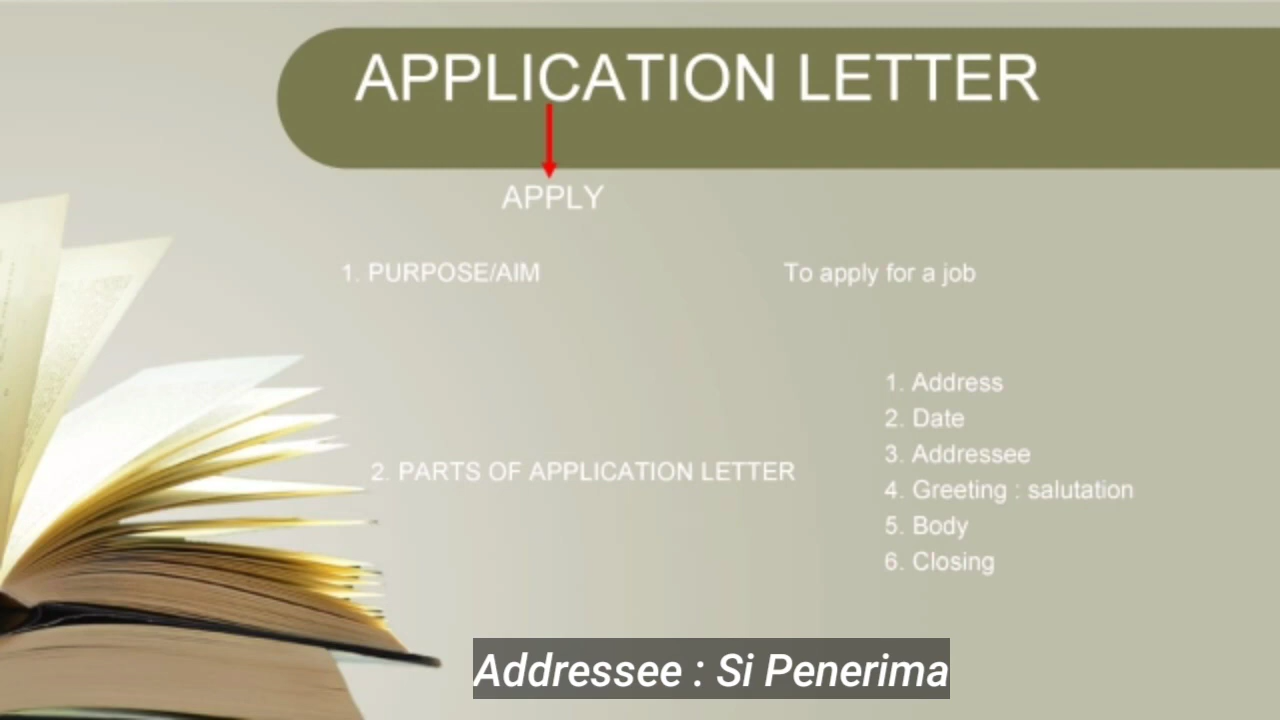 APPLICATION LETTER
APPLY
1. PURPOSE/AIM
To apply for a job
2. PARTS OF APPLICATION LETTER
1. Address
2. Date
3. Addressee
4. Greeting : salutation
5. Body
6. Closing
Addressee : Si Penerima